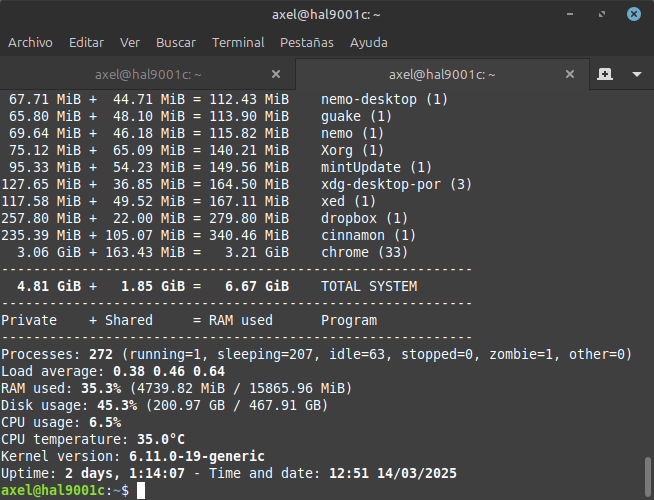 axel@hal9001c: ~
Archivo Editar Ver Buscar Terminal Pestañas Ayuda
axel@hal9001c: ~ axel@hal9001c: ~
67.71 MiB + 44.71 MiB = 112.43 MiB nemo-desktop (1)
65.80 MiB + 48.10 MiB = 113.90 MiB guake (1)
69.64 MiB + 46.18 MiB = 115.82 MiB nemo (1)
75.12 MiB + 65.09 MiB = 140.21 MiB Xorg (1)
95.33 MiB + 54.23 MiB = 149.56 MiB mintUpdate (1)
127.65 MiB + 36.85 MiB = 164.50 MiB xdg-desktop-por (3)
117.58 MiB + 49.52 MiB = 167.11 MiB xed (1)
257.80 MiB + 22.00 MiB = 279.80 MiB dropbox (1)
235.39 MiB + 105.07 MiB = 340.46 MiB cinnamon (1)
3.06 GiB + 163.43 MiB = 3.21 GiB chrome (33)
-----------------------------------------------------------
4.81 GiB + 1.85 GiB = 6.67 GiB TOTAL SYSTEM
-----------------------------------------------------------
Private + Shared = RAM used Program
-----------------------------------------------------------
Processes: 272 (running=1, sleeping=207, idle=63, stopped=0, zombie=1, other=0)
Load average: 0.38 0.46 0.64
RAM used: 35.3% (4739.82 MiB / 15865.96 MiB)
Disk usage: 45.3% (200.97 GB / 467.91 GB)
CPU usage: 6.5%
CPU temperature: 35.0°C
Kernel version: 6.11.0-19-generic
Uptime: 2 days, 1:14:07 - Time and date: 12:51 14/03/2025
axel@hal9001c:~$